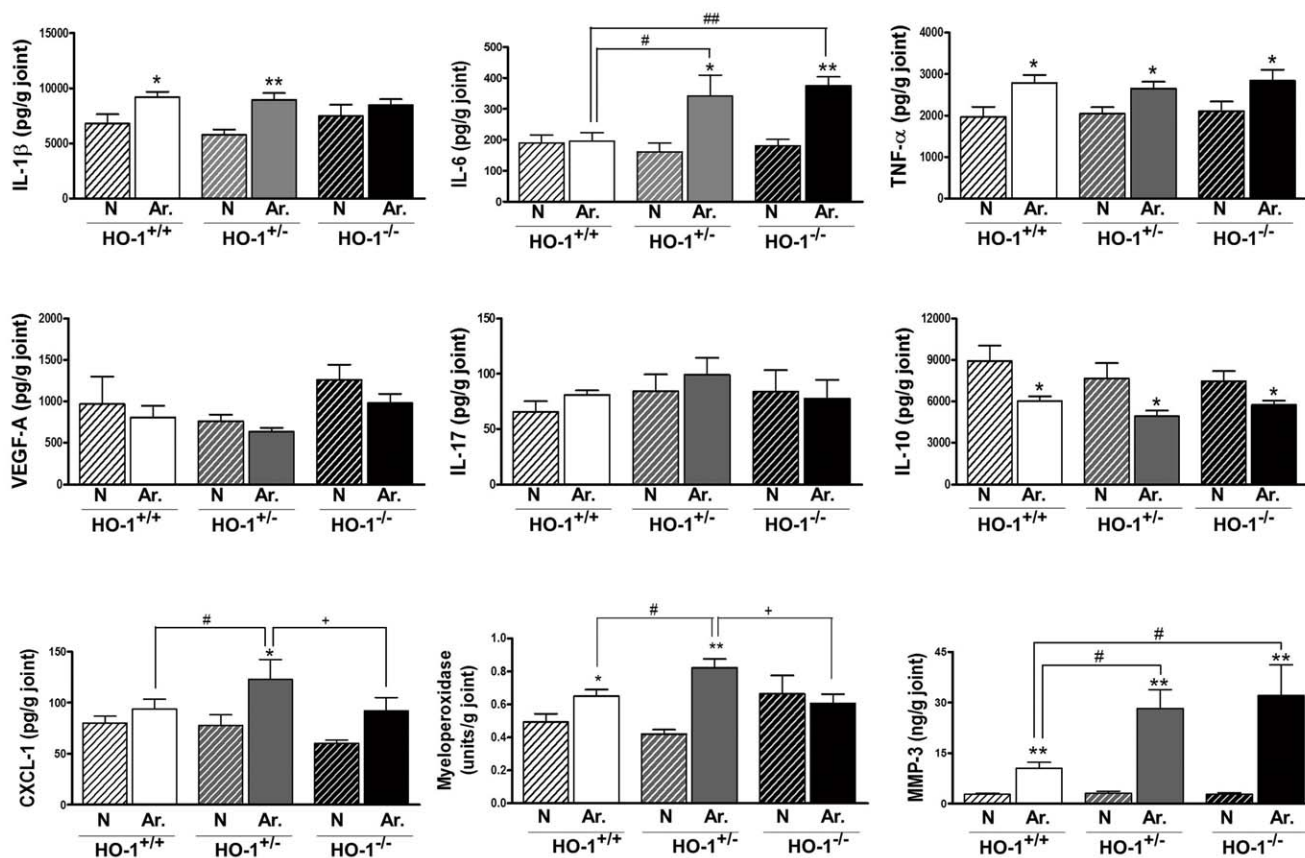 IL-1β (pg/g joint)
15000
10000
5000
0
*
**
N Ar. N Ar. N Ar.
HO-1+/+ HO-1+/- HO-1-/-
IL-6 (pg/g joint)
500
400
300
200
100
0
##
#
*
**
N Ar. N Ar. N Ar.
HO-1+/+ HO-1+/- HO-1-/-
TNF-α (pg/g joint)
4000
3000
2000
1000
0
*
*
*
N Ar. N Ar. N Ar.
HO-1+/+ HO-1+/- HO-1-/-
VEGF-A (pg/g joint)
2000
1500
1000
500
0
N Ar. N Ar. N Ar.
HO-1+/+ HO-1+/- HO-1-/-
IL-17 (pg/g joint)
150
100
50
0
N Ar. N Ar. N Ar.
HO-1+/+ HO-1+/- HO-1-/-
IL-10 (pg/g joint)
12000
9000
6000
3000
0
*
*
*
N Ar. N Ar. N Ar.
HO-1+/+ HO-1+/- HO-1-/-
CXCL-1 (pg/g joint)
150
100
50
0
#
+
*
N Ar. N Ar. N Ar.
HO-1+/+ HO-1+/- HO-1-/-
Myeloperoxidase
(units/g joint)
1.0
0.8
0.6
0.4
0.2
0.0
#
+
*
**
N Ar. N Ar. N Ar.
HO-1+/+ HO-1+/- HO-1-/-
MMP-3 (ng/g joint)
45
30
15
0
#
#
**
**
**
N Ar. N Ar. N Ar.
HO-1+/+ HO-1+/- HO-1-/-